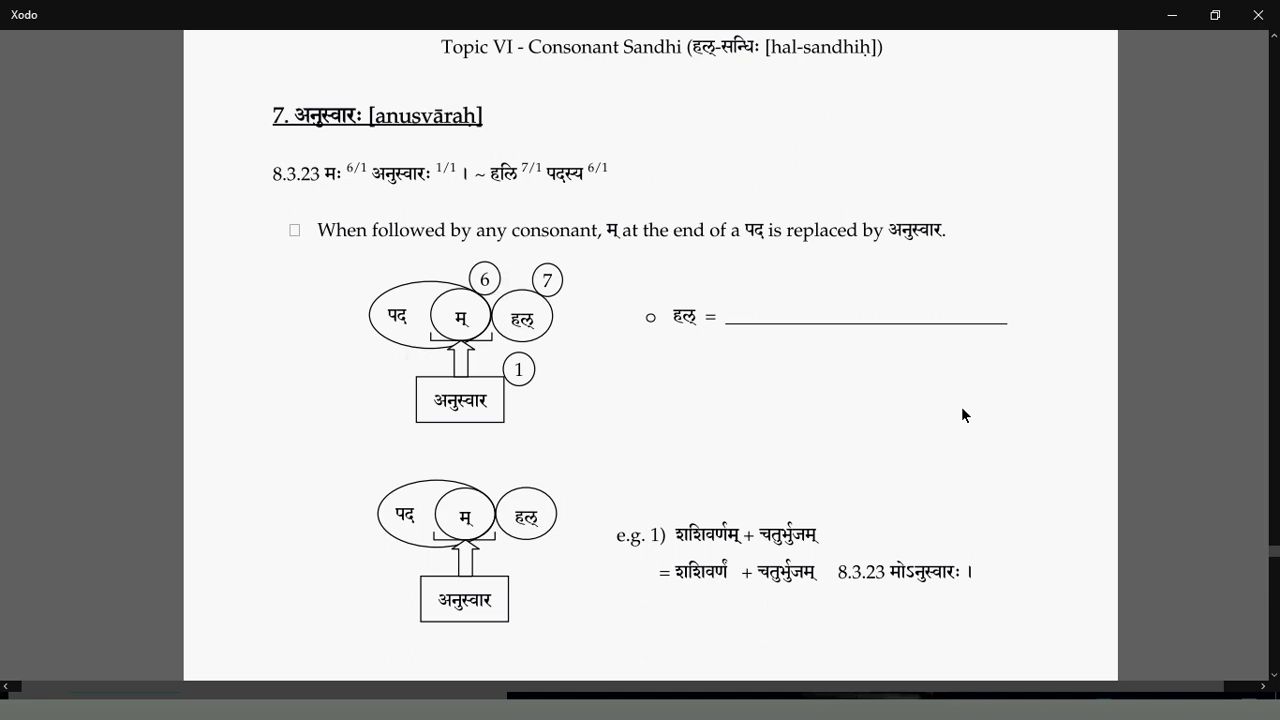 Xodo
Topic VI - Consonant Sandhi (हल्-सन्धिः [hal-sandhiḥ])
7. अनुस्वारः [anusvāraḥ]
8.3.23 मः 6/1 अनुस्वारः 1/1 । ~ हलि 7/1 पदस्य 6/1
When followed by any consonant, म् at the end of a पद is replaced by अनुस्वार.
6 7
पद म् हल्
हल् =
1
अनुस्वार
पद म् हल्
e.g. 1) शशिवर्णम् + चतुर्भुजम्
= शशिवर्णं + चतुर्भुजम् 8.3.23 मोऽनुस्वारः ।
अनुस्वार